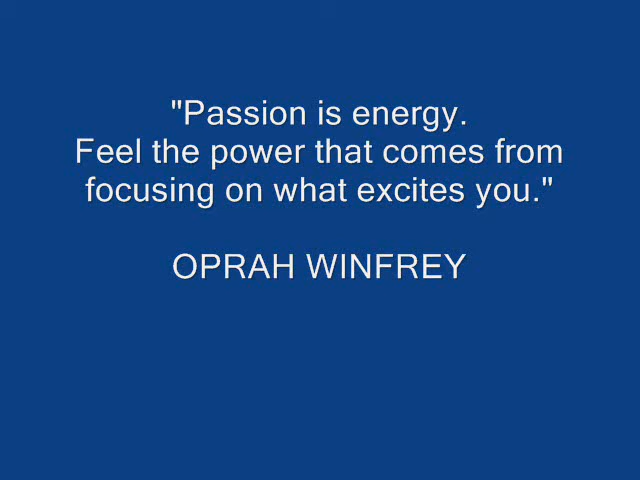 "Passion is energy.
Feel the power that comes from
focusing on what excites you."
OPRAH WINFREY